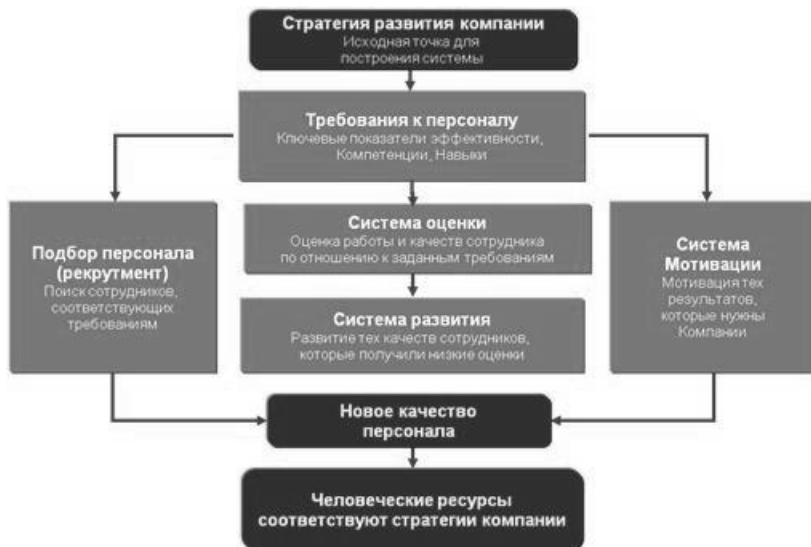 Стратегия развития компании
Исходная точка для
построения системы
Требования к персоналу
Ключевые показатели эффективности,
Компетенции, Навыки
Подбор персонала
(рекрутмент)
Поиск сотрудников,
соответствующих
требованиям
Система оценки
Оценка работы и качеств сотрудника
по отношению к заданным требованиям
Система развития
Развитие тех качеств сотрудников,
которые получили низкие оценки
Система
Мотивации
Мотивация тех
результатов,
которые нужны
Компании
Новое качество
персонала
Человеческие ресурсы
соответствуют стратегии компании